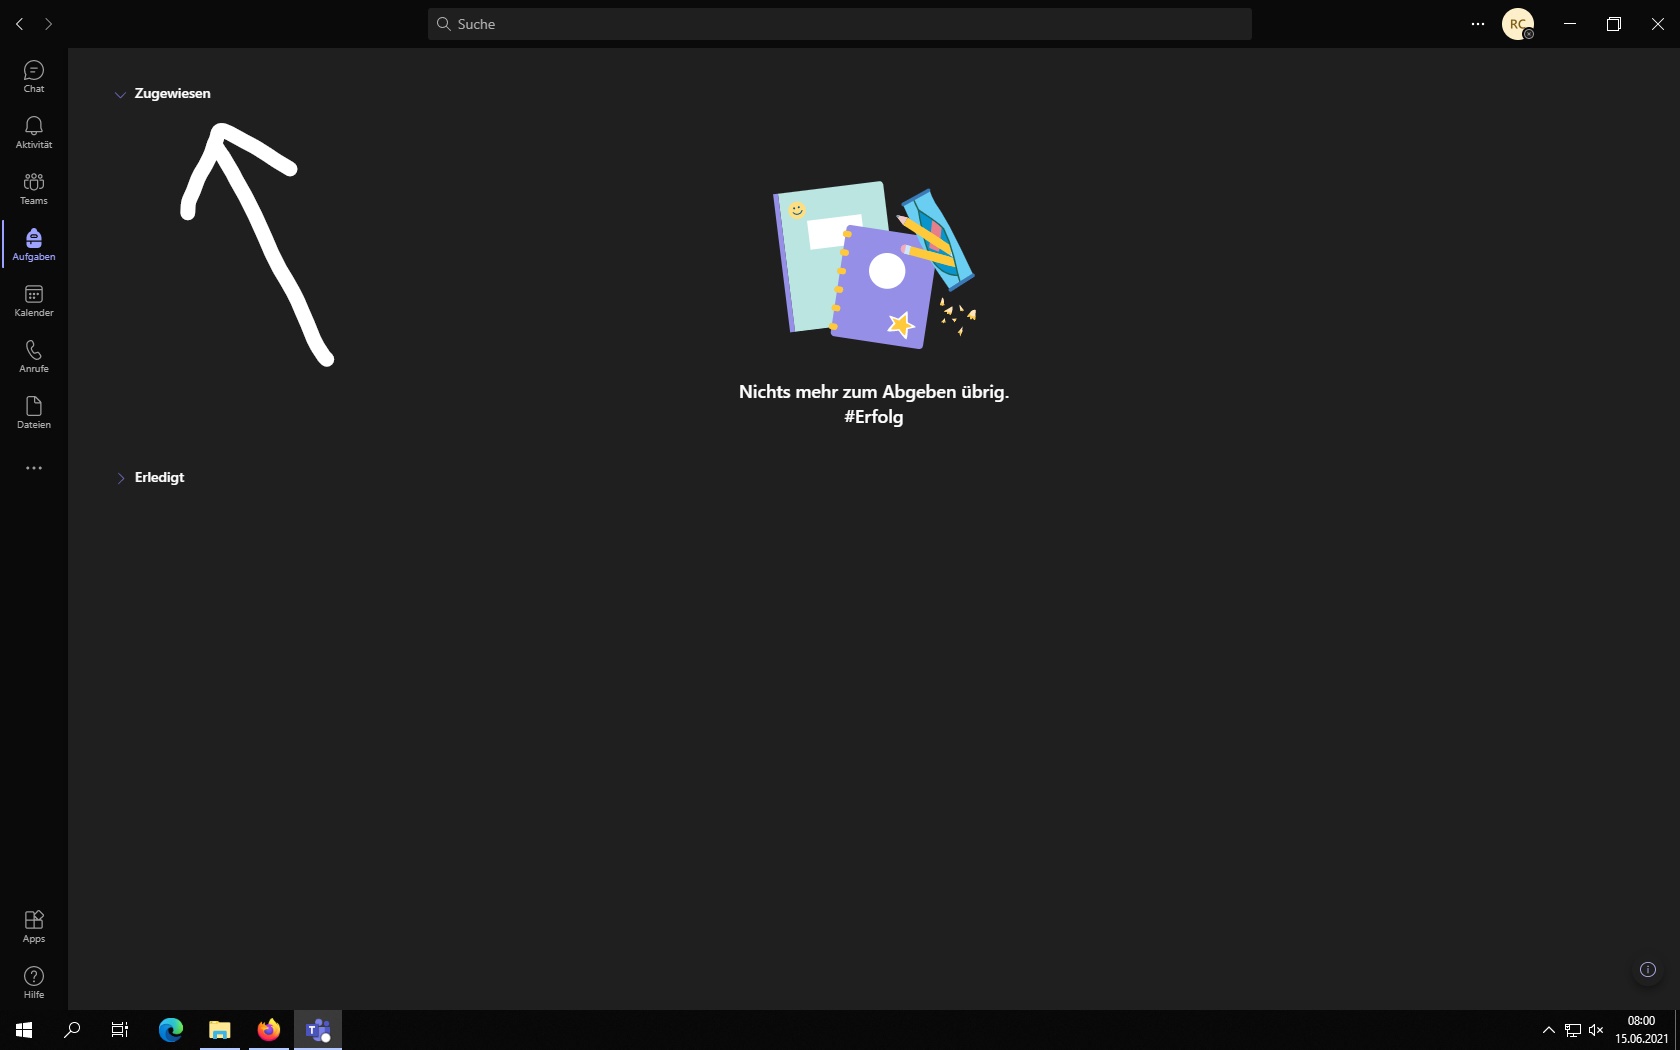 Suche
RC
Chat
Aktivität
Teams
Aufgaben
Kalender
Anrufe
Dateien
Zugewiesen
Nichts mehr zum Abgeben übrig.
#Erfolg
Erledigt
Apps
Hilfe
T
08:00
15.06.2021